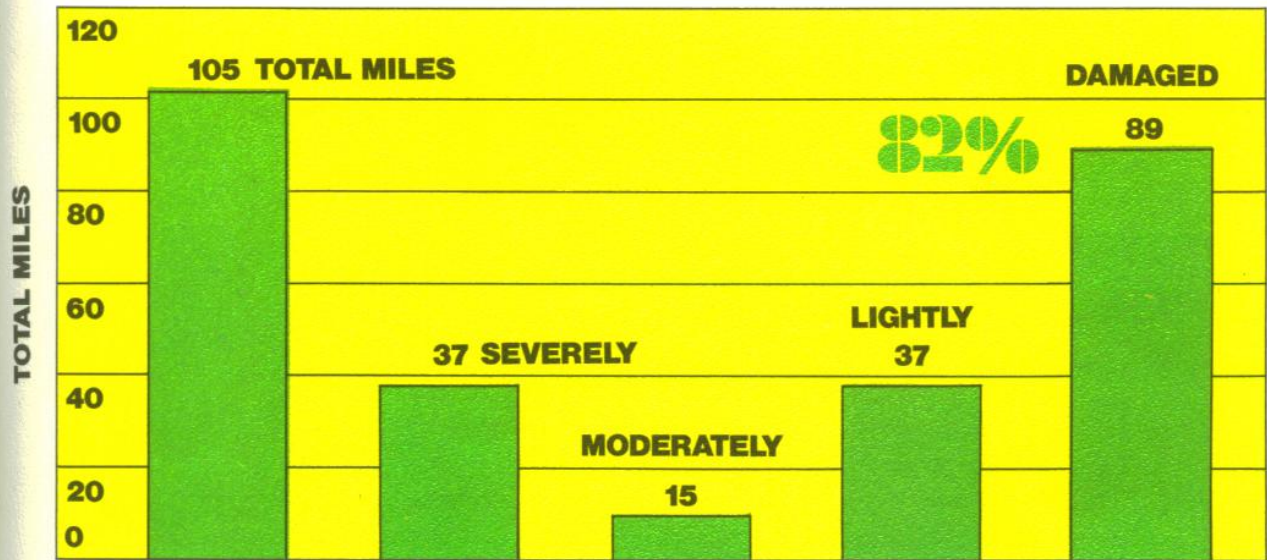 TOTAL MILES
120
100
80
60
40
20
0
105 TOTAL MILES
37 SEVERELY
MODERATELY
15
LIGHTLY
37
82%
DAMAGED
89